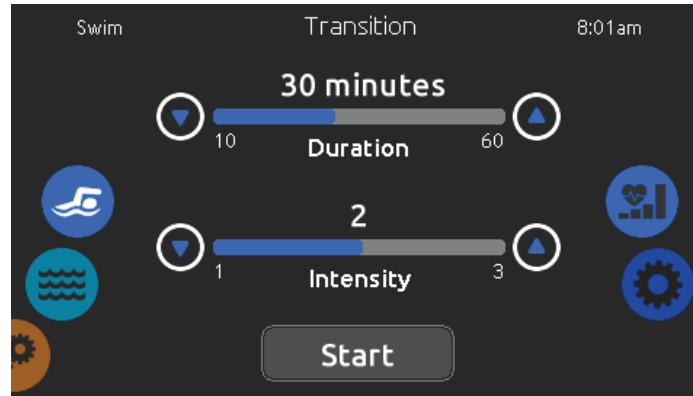 Swim Transition 8:01am
30 minutes
10 Duration 60
2
1 Intensity 3
Start